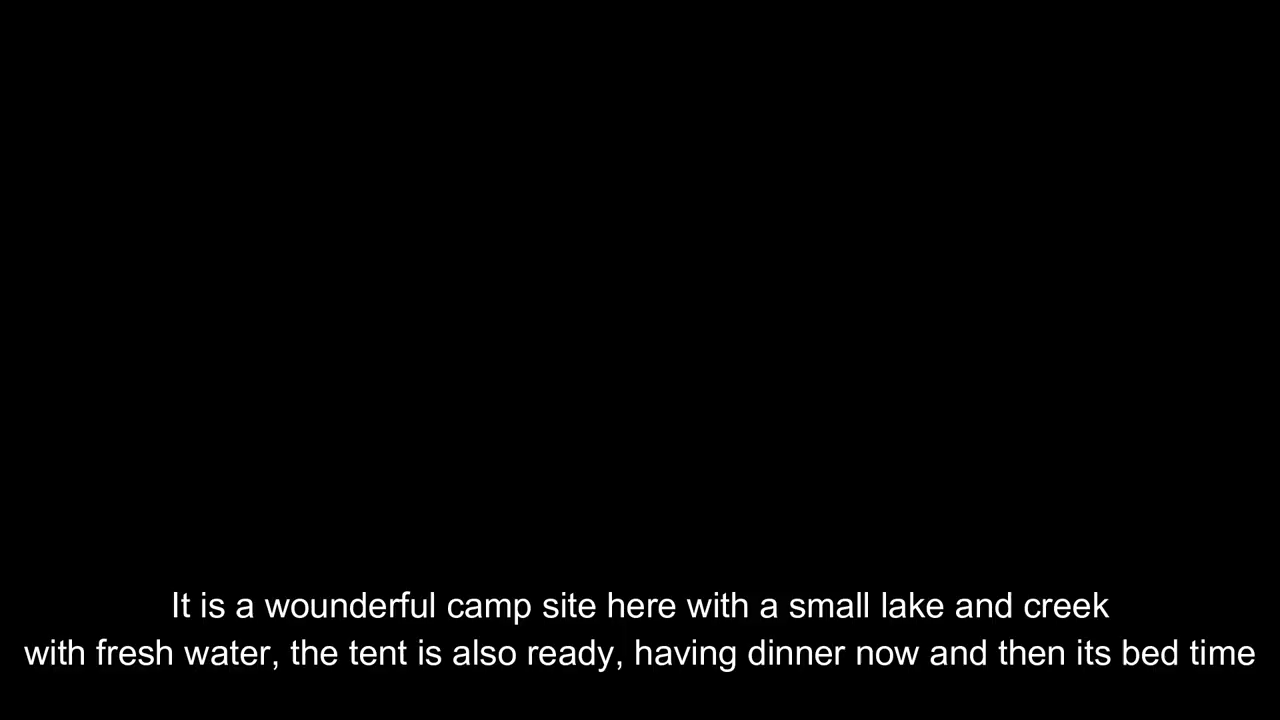 It is a wounderful camp site here with a small lake and creek
with fresh water, the tent is also ready, having dinner now and then its bed time